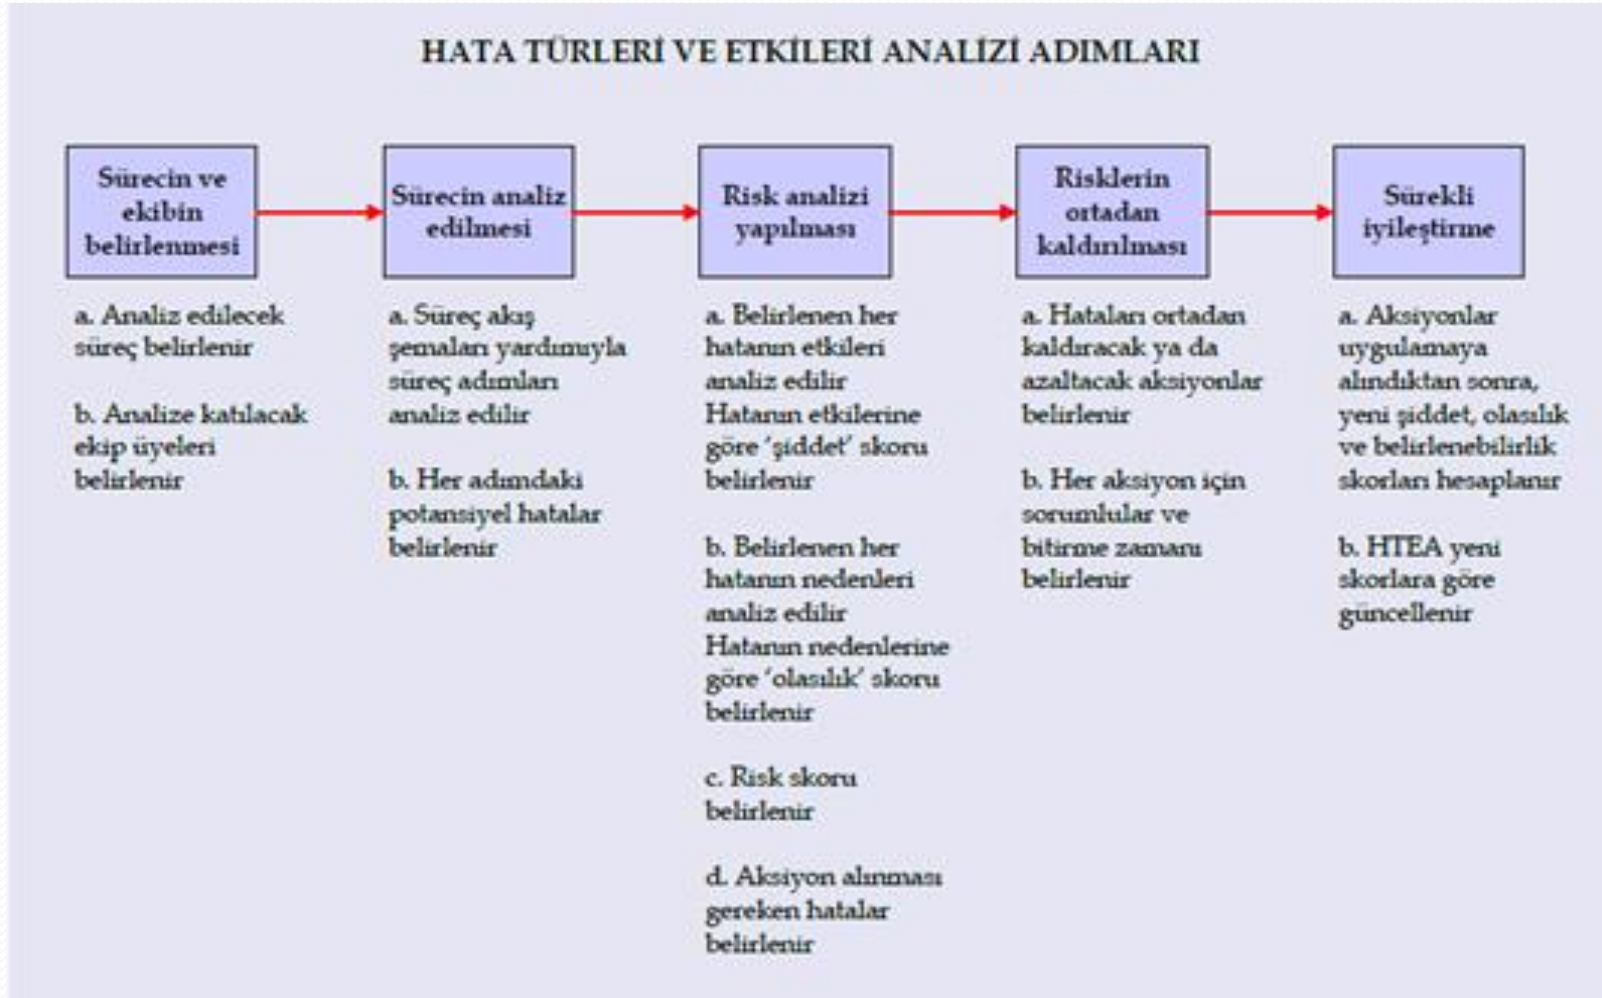 HATA TÜRLERİ VE ETKİLERİ ANALİZİ ADIMLARI
Sürecin ve
ekibin
belirlenmesi
a. Analiz edilecek
süreç belirlenir
b. Analize katılacak
ekip üyeleri
belirlenir
Sürecin analiz
edilmesi
a. Süreç akış
şemaları yardımıyla
süreç adımları
analiz edilir
b. Her adımdaki
potansiyel hatalar
belirlenir
Risk analizi
yapılması
a. Belirlenen her
hatanın etkileri
analiz edilir
Hatanın etkilerine
göre ‘şiddet’ skoru
belirlenir
b. Belirlenen her
hatanın nedenleri
analiz edilir
Hatanın nedenlerine
göre ‘olasılık’ skoru
belirlenir
c. Risk skoru
belirlenir
d. Aksiyon alınması
gereken hatalar
belirlenir
Risklerin
ortadan
kaldırılması
a. Hataları ortadan
kaldıracak ya da
azaltacak aksiyonlar
belirlenir
b. Her aksiyon için
sorumlular ve
bitirme zamanı
belirlenir
Sürekli
iyileştirme
a. Aksiyonlar
uygulamaya
alındıktan sonra,
yeni şiddet, olasılık
ve belirlenebilirlik
skorları hesaplanır
b. HTEA yeni
skorlara göre
güncellenir